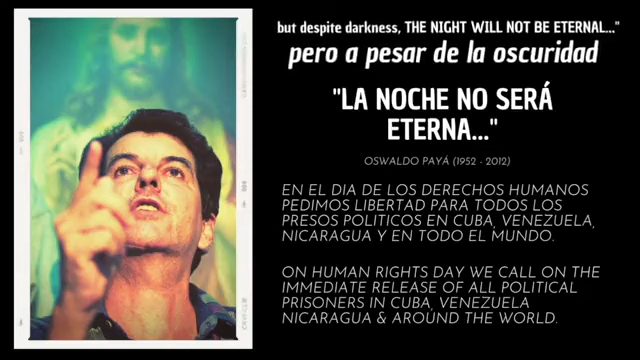 but despite darkness, THE NIGHT WILL NOT BE ETERNAL..."
pero a pesar de la oscuridad
"LA NOCHE NO SERÁ
ETERNA..."
OSWALDO PAYÁ (1952 - 2012)
EN EL DIA DE LOS DERECHOS HUMANOS
PEDIMOS LIBERTAD PARA TODOS LOS
PRESOS POLITICOS EN CUBA, VENEZUELA,
NICARAGUA Y EN TODO EL MUNDO.
ON HUMAN RIGHTS DAY WE CALL ON THE
IMMEDIATE RELEASE OF ALL POLITICAL
PRISONERS IN CUBA, VENEZUELA
NICARAGUA & AROUND THE WORLD.